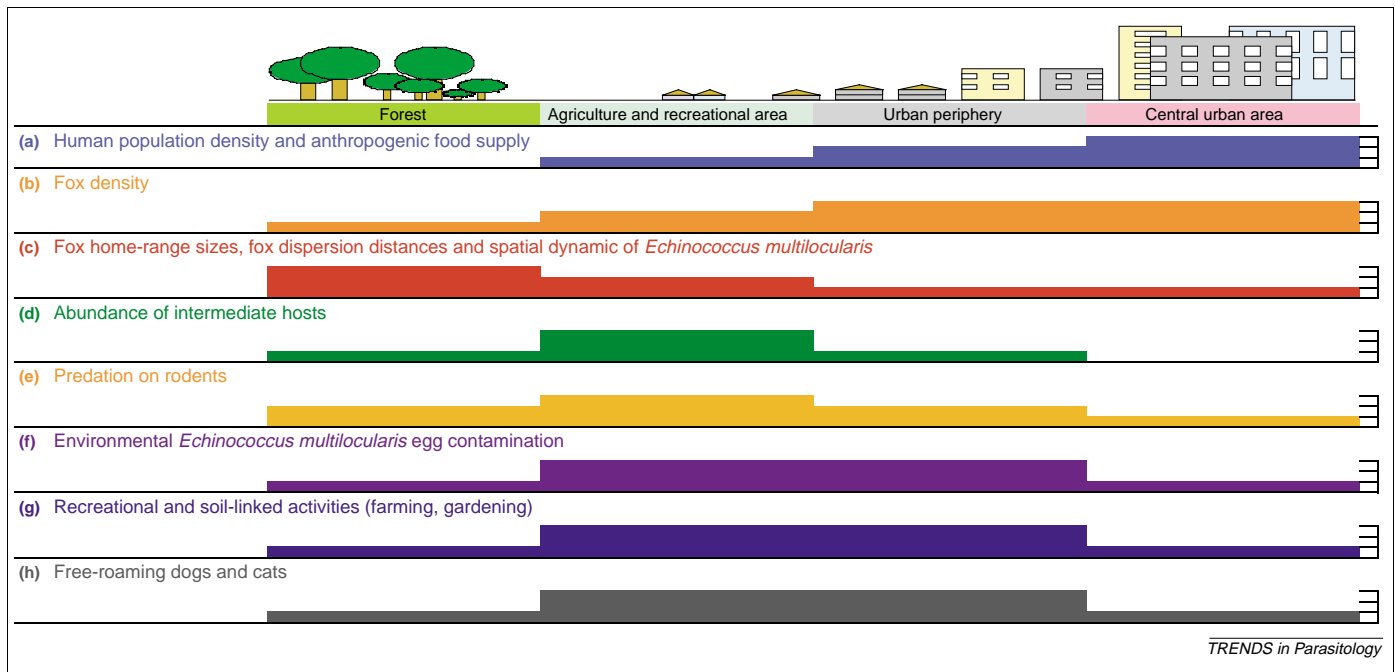 Forest
Agriculture and recreational area
Urban periphery
Central urban area
(a) Human population density and anthropogenic food supply
(b) Fox density
(c) Fox home-range sizes, fox dispersion distances and spatial dynamic of Echinococcus multilocularis
(d) Abundance of intermediate hosts
(e) Predation on rodents
(f) Environmental Echinococcus multilocularis egg contamination
(g) Recreational and soil-linked activities (farming, gardening)
(h) Free-roaming dogs and cats
TRENDS in Parasitology